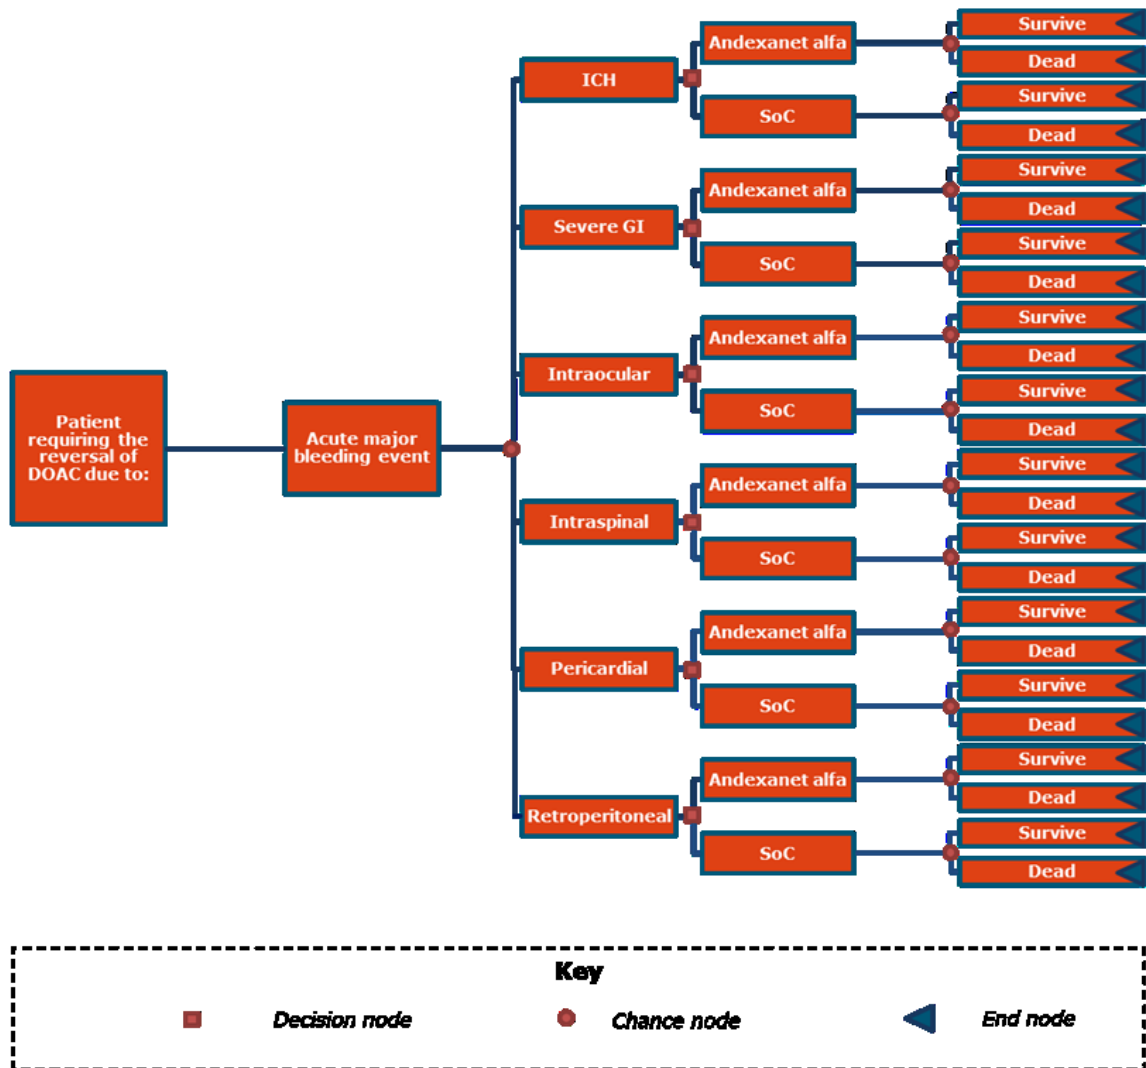 Patient
requiring the
reversal of
DOAC due to:
Acute major
bleeding event
ICH
Andexanet alfa
Survive
Dead
SoC
Survive
Dead
Severe GI
Andexanet alfa
Survive
Dead
SoC
Survive
Dead
Intraocular
Andexanet alfa
Survive
Dead
SoC
Survive
Dead
Intraspinal
Andexanet alfa
Survive
Dead
SoC
Survive
Dead
Pericardial
Andexanet alfa
Survive
Dead
SoC
Survive
Dead
Retroperitoneal
Andexanet alfa
Survive
Dead
SoC
Survive
Dead
Key
Decision node
Chance node
End node